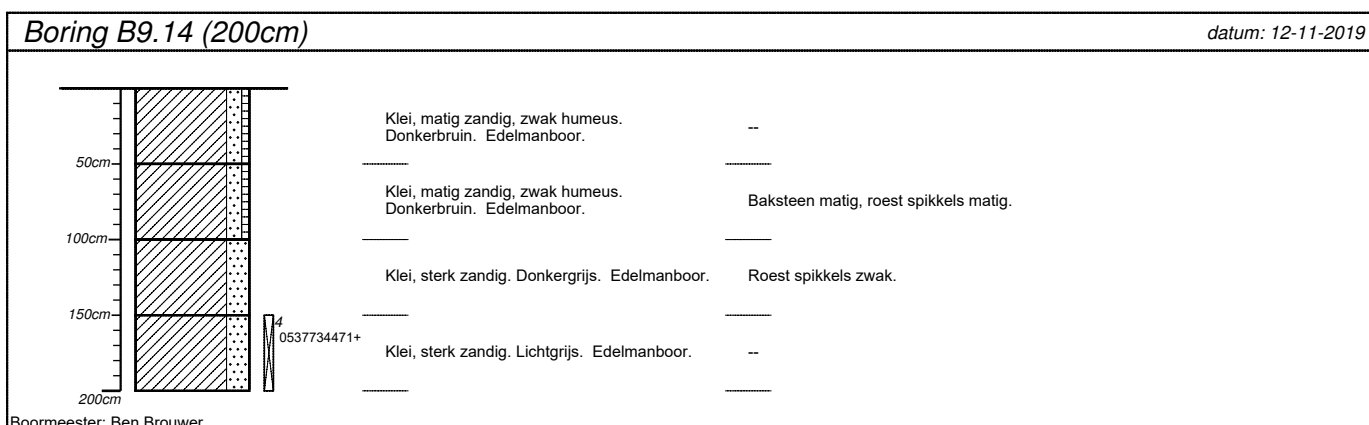 Boring B9.14 (200cm) datum: 12-11-2019
Klei, matig zandig, zwak humeus. --
Donkerbruin. Edelmanboor.
50cm
Klei, matig zandig, zwak humeus.
Donkerbruin. Edelmanboor. Baksteen matig, roest spikkels matig.
100cm
Klei, sterk zandig. Donkergrijs. Edelmanboor. Roest spikkels zwak.
150cm
4
0537734471+
Klei, sterk zandig. Lichtgrijs. Edelmanboor. --
200cm
Boormeester: Ben Brouwer